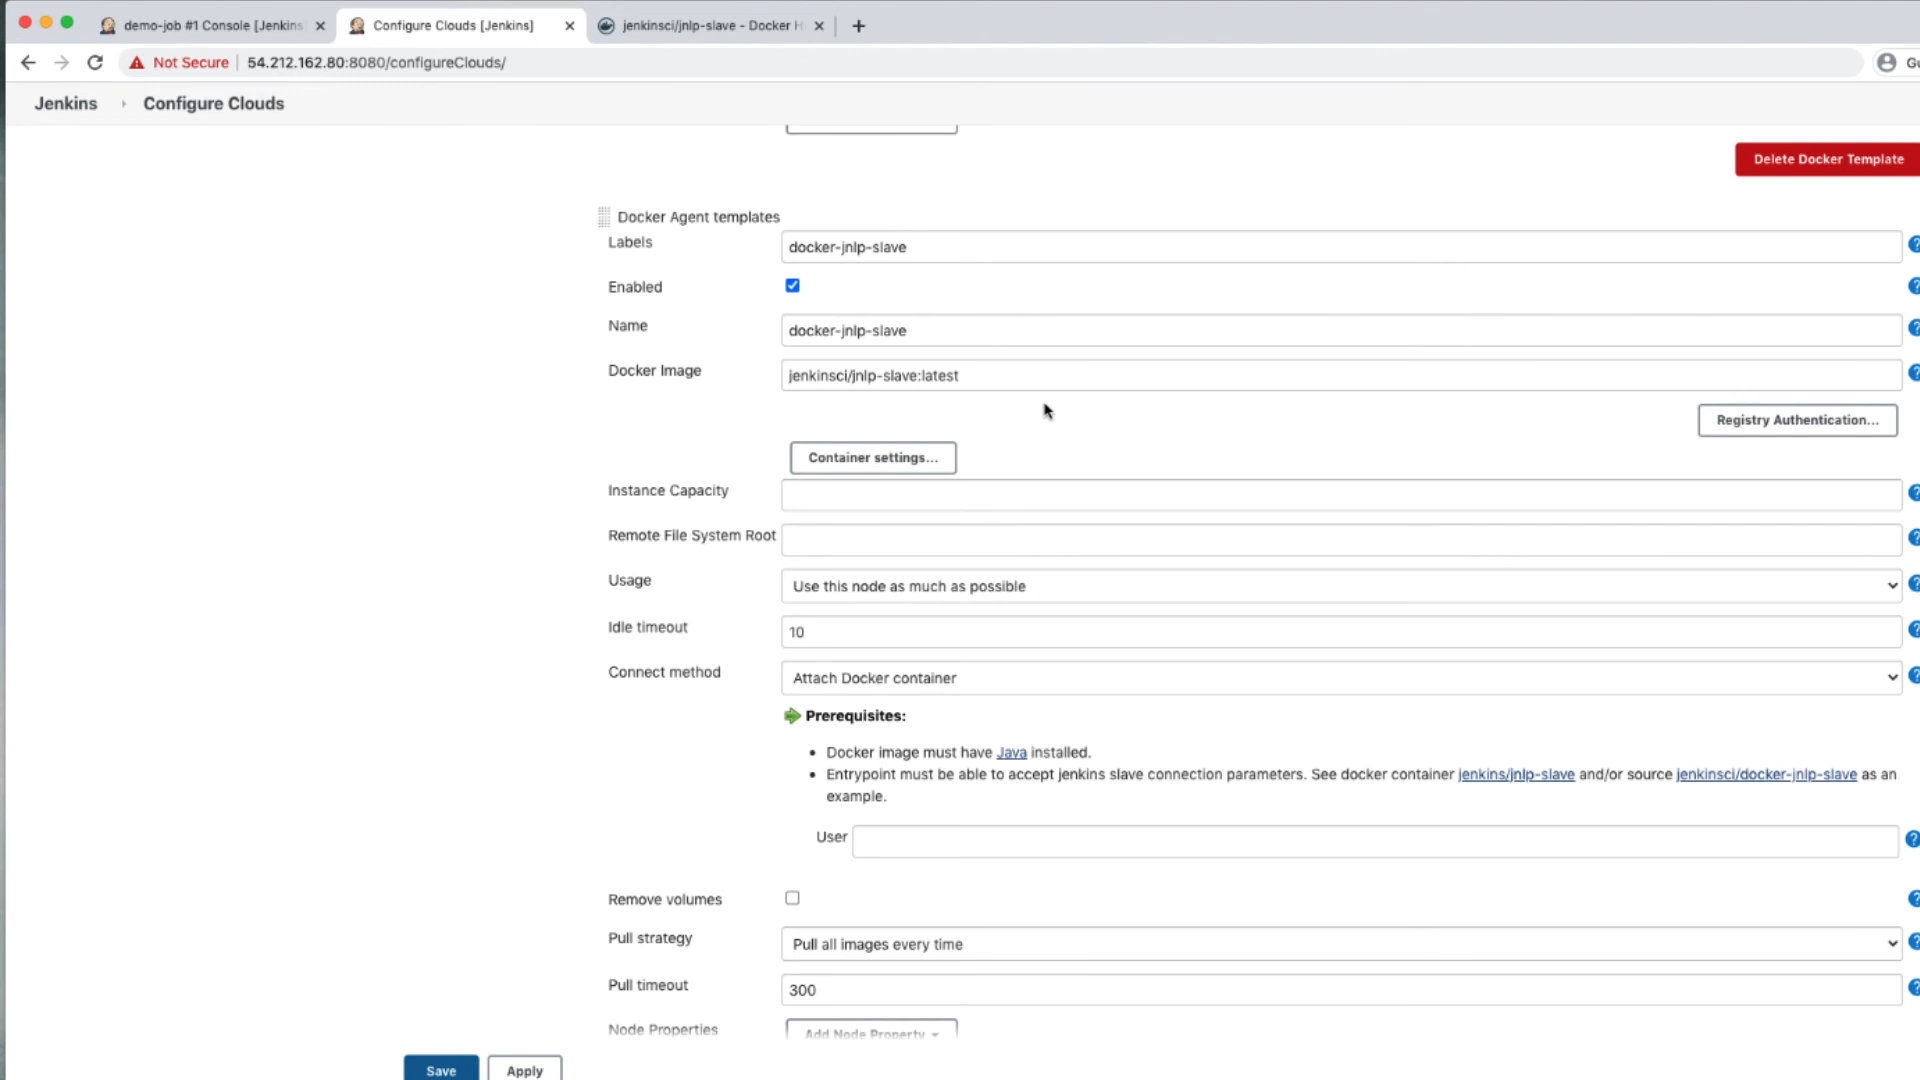 demo-job #1 Console [Jenkins
Configure Clouds [Jenkins]
jenkinsci/jnlp-slave - Docker H
Not Secure
54.212.162.80:8080/configureClouds/
Jenkins
Configure Clouds
Delete Docker Template
Docker Agent templates
Labels
docker-jnlp-slave
Enabled
Name
docker-jnlp-slave
Docker Image
jenkinsci/jnlp-slave:latest
Registry Authentication...
Container settings...
Instance Capacity
Remote File System Root
Usage
Use this node as much as possible
Idle timeout
10
Connect method
Attach Docker container
Prerequisites:
• Docker image must have Java installed.
• Entrypoint must be able to accept jenkins slave connection parameters. See docker container jenkins/jnlp-slave and/or source jenkinsci/docker-jnlp-slave as an
example.
User
Remove volumes
Pull strategy
Pull all images every time
Pull timeout
300
Node Properties
Add Node Property
Save
Apply